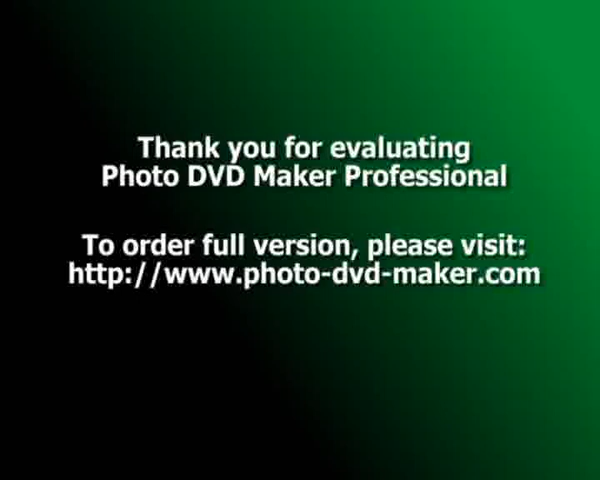 Thank you for evaluating
Photo DVD Maker Professional
To order full version, please visit:
http://www.photo-dvd-maker.com